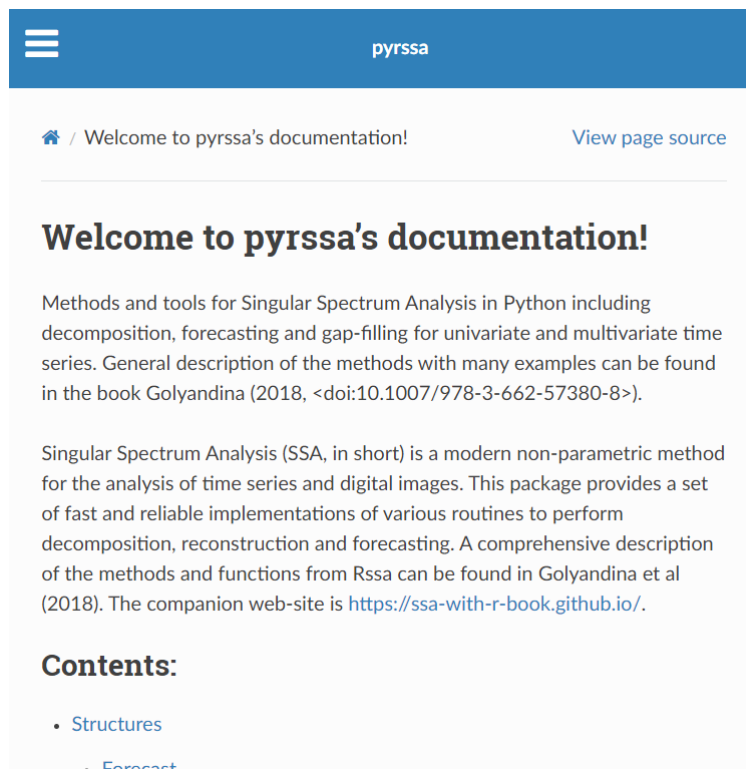 pyrssa
/ Welcome to pyrssa's documentation! View page source
Welcome to pyrssa's documentation!
Methods and tools for Singular Spectrum Analysis in Python including
decomposition, forecasting and gap-filling for univariate and multivariate time
series. General description of the methods with many examples can be found
in the book Golyandina (2018, <doi:10.1007/978-3-662-57380-8>).
Singular Spectrum Analysis (SSA, in short) is a modern non-parametric method
for the analysis of time series and digital images. This package provides a set
of fast and reliable implementations of various routines to perform
decomposition, reconstruction and forecasting. A comprehensive description
of the methods and functions from Rssa can be found in Golyandina et al
(2018). The companion web-site is https://ssa-with-r-book.github.io/.
Contents:
• Structures
• Forecast